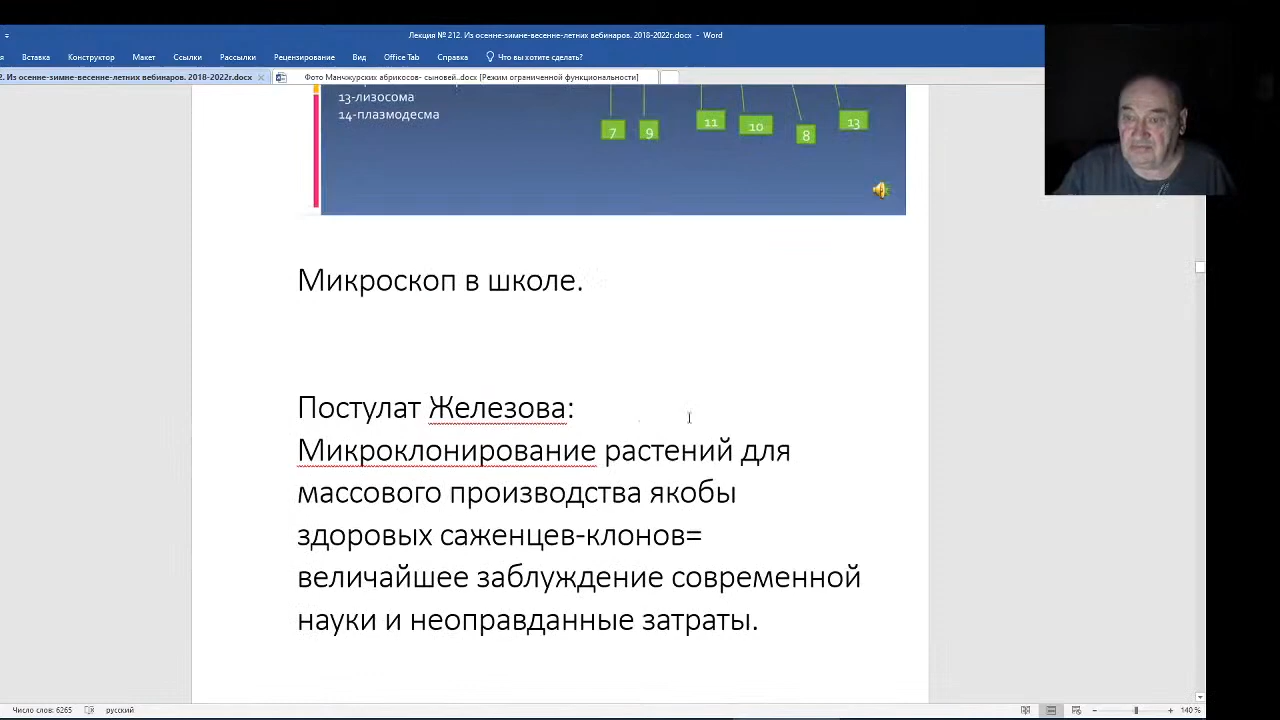 Лекция № 212. Из осенне-зимне-весенне-летних вебинаров. 2018-2022г.docx - Word
Вставка Конструктор Макет Ссылки Рассылки Рецензирование Вид Office Tab Справка Что вы хотите сделать?
2. Из осенне-зимне-весенне-летних вебинаров. 2018-2022г.docx Фото Манчжурских абрикосов- сыновей..docx [Режим ограниченной функциональности]
13-лизосома
14-плазмодесма
7 9 11 10 8 13
Микроскоп в школе.
Постулат Железова:
Микроклонирование растений для
массового производства якобы
здоровых саженцев-клонов=
величайшее заблуждение современной
науки и неоправданные затраты.
Число слов: 6265 русский 140 %